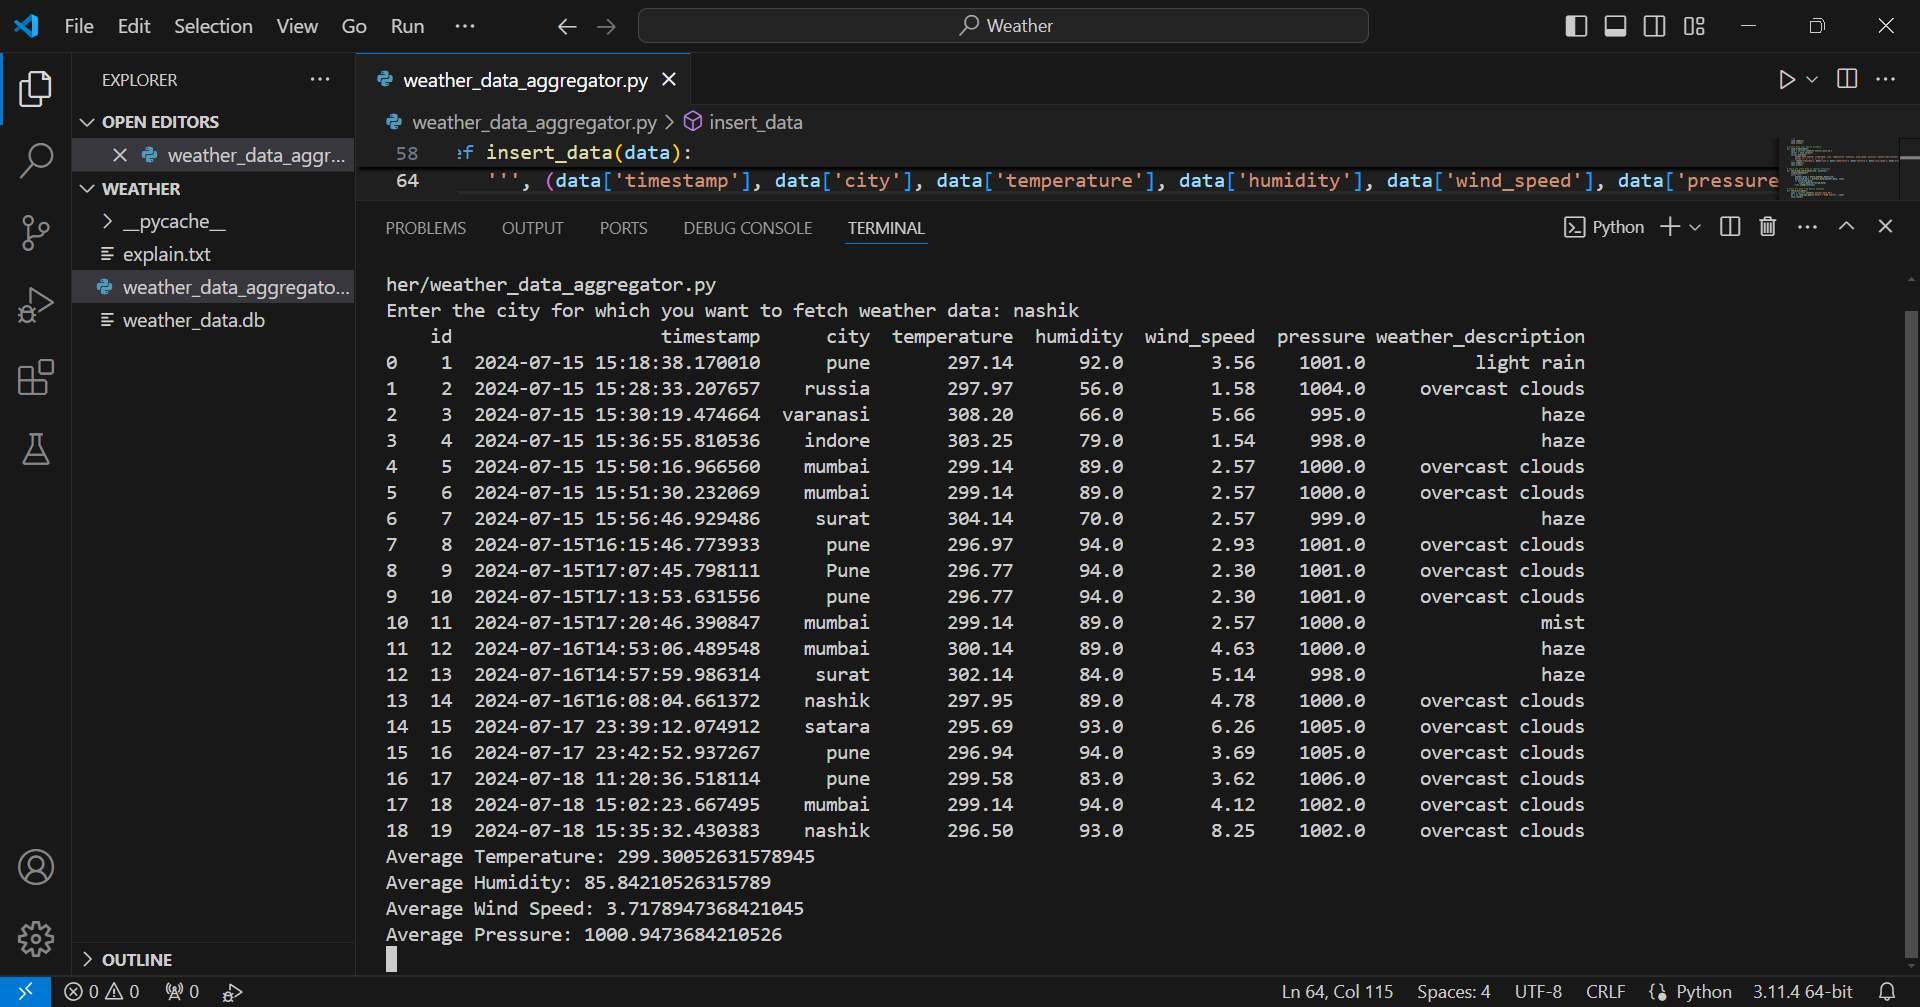 File Edit Selection View Go Run ··· Weather
EXPLORER ···
OPEN EDITORS
weather_data_aggr...
WEATHER
__pycache__
explain.txt
weather_data_aggregato...
weather_data.db
OUTLINE
weather_data_aggregator.py
weather_data_aggregator.py > insert_data
58 ef insert_data(data):
64 ''', (data['timestamp'], data['city'], data['temperature'], data['humidity'], data['wind_speed'], data['pressure
PROBLEMS OUTPUT PORTS DEBUG CONSOLE TERMINAL Python
her/weather_data_aggregator.py
Enter the city for which you want to fetch weather data: nashik
id timestamp city temperature humidity wind_speed pressure weather_description
0 1 2024-07-15 15:18:38.170010 pune 297.14 92.0 3.56 1001.0 light rain
1 2 2024-07-15 15:28:33.207657 russia 297.97 56.0 1.58 1004.0 overcast clouds
2 3 2024-07-15 15:30:19.474664 varanasi 308.20 66.0 5.66 995.0 haze
3 4 2024-07-15 15:36:55.810536 indore 303.25 79.0 1.54 998.0 haze
4 5 2024-07-15 15:50:16.966560 mumbai 299.14 89.0 2.57 1000.0 overcast clouds
5 6 2024-07-15 15:51:30.232069 mumbai 299.14 89.0 2.57 1000.0 overcast clouds
6 7 2024-07-15 15:56:46.929486 surat 304.14 70.0 2.57 999.0 haze
7 8 2024-07-15T16:15:46.773933 pune 296.97 94.0 2.93 1001.0 overcast clouds
8 9 2024-07-15T17:07:45.798111 Pune 296.77 94.0 2.30 1001.0 overcast clouds
9 10 2024-07-15T17:13:53.631556 pune 296.77 94.0 2.30 1001.0 overcast clouds
10 11 2024-07-15T17:20:46.390847 mumbai 299.14 89.0 2.57 1000.0 mist
11 12 2024-07-16T14:53:06.489548 mumbai 300.14 89.0 4.63 1000.0 haze
12 13 2024-07-16T14:57:59.986314 surat 302.14 84.0 5.14 998.0 haze
13 14 2024-07-16T16:08:04.661372 nashik 297.95 89.0 4.78 1000.0 overcast clouds
14 15 2024-07-17 23:39:12.074912 satara 295.69 93.0 6.26 1005.0 overcast clouds
15 16 2024-07-17 23:42:52.937267 pune 296.94 94.0 3.69 1005.0 overcast clouds
16 17 2024-07-18 11:20:36.518114 pune 299.58 83.0 3.62 1006.0 overcast clouds
17 18 2024-07-18 15:02:23.667495 mumbai 299.14 94.0 4.12 1002.0 overcast clouds
18 19 2024-07-18 15:35:32.430383 nashik 296.50 93.0 8.25 1002.0 overcast clouds
Average Temperature: 299.30052631578945
Average Humidity: 85.84210526315789
Average Wind Speed: 3.7178947368421045
Average Pressure: 1000.9473684210526
0 0 0 Ln 64, Col 115 Spaces: 4 UTF-8 CRLF Python 3.11.4 64-bit